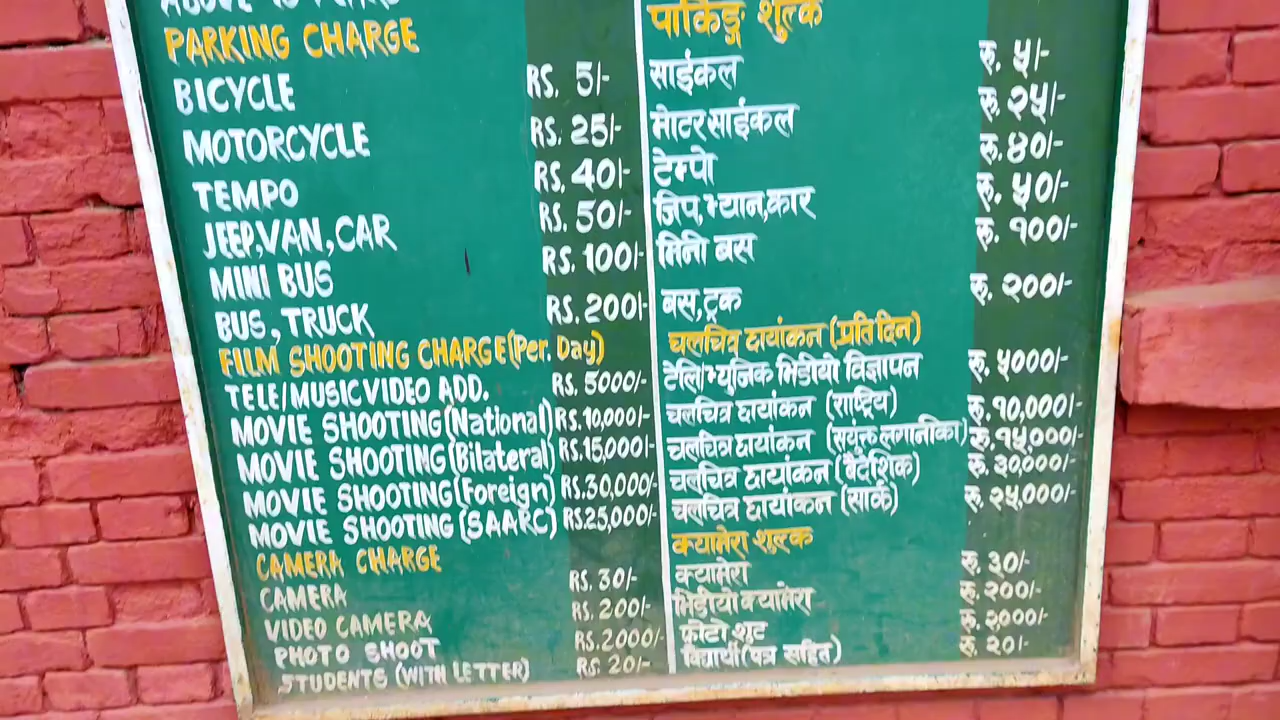 PARKING CHARGE
BICYCLE RS. 5/-
MOTORCYCLE RS. 25/-
TEMPO RS. 40/-
JEEP,VAN,CAR RS. 50/-
MINI BUS RS. 100/-
BUS, TRUCK RS. 200/-
FILM SHOOTING CHARGE(Per. Day)
TELE/MUSIC VIDEO ADD. RS. 5000/-
MOVIE SHOOTING(National) RS.10,000/-
MOVIE SHOOTING(Bilateral) RS.15,000/-
MOVIE SHOOTING(Foreign) RS.30,000/-
MOVIE SHOOTING(SAARC) RS.25,000/-
CAMERA CHARGE
CAMERA RS. 30/-
VIDEO CAMERA RS. 200/-
PHOTO SHOOT RS.2000/-
STUDENTS (WITH LETTER) RS. 20/-
पार्किङ्ग शुल्क
साईकल रू. ५/-
मोटरसाईकल रू. २५/-
टेम्पो रू. ४०/-
जिप,भ्यान,कार रू. ५०/-
मिनी बस रू. १००/-
बस,ट्रक रू. २००/-
चलचित्र छायांकन (प्रति दिन)
टेलि/म्युजिक भिडीयो विज्ञापन रू. ५०००/-
चलचित्र छायांकन (राष्ट्रिय) रू.१०,०००/-
चलचित्र छायांकन (सयुंक्त लगानीका) रू.१५,०००/-
चलचित्र छायांकन (बैदेशिक) रू. ३०,०००/-
चलचित्र छायांकन (सार्क) रू. २५,०००/-
क्यामेरा शुल्क
क्यामेरा रू. ३०/-
भिडीयो क्यामेरा रू. २००/-
फोटो शुट रू. २०००/-
विद्यार्थी (पत्र सहित) रू. २०/-